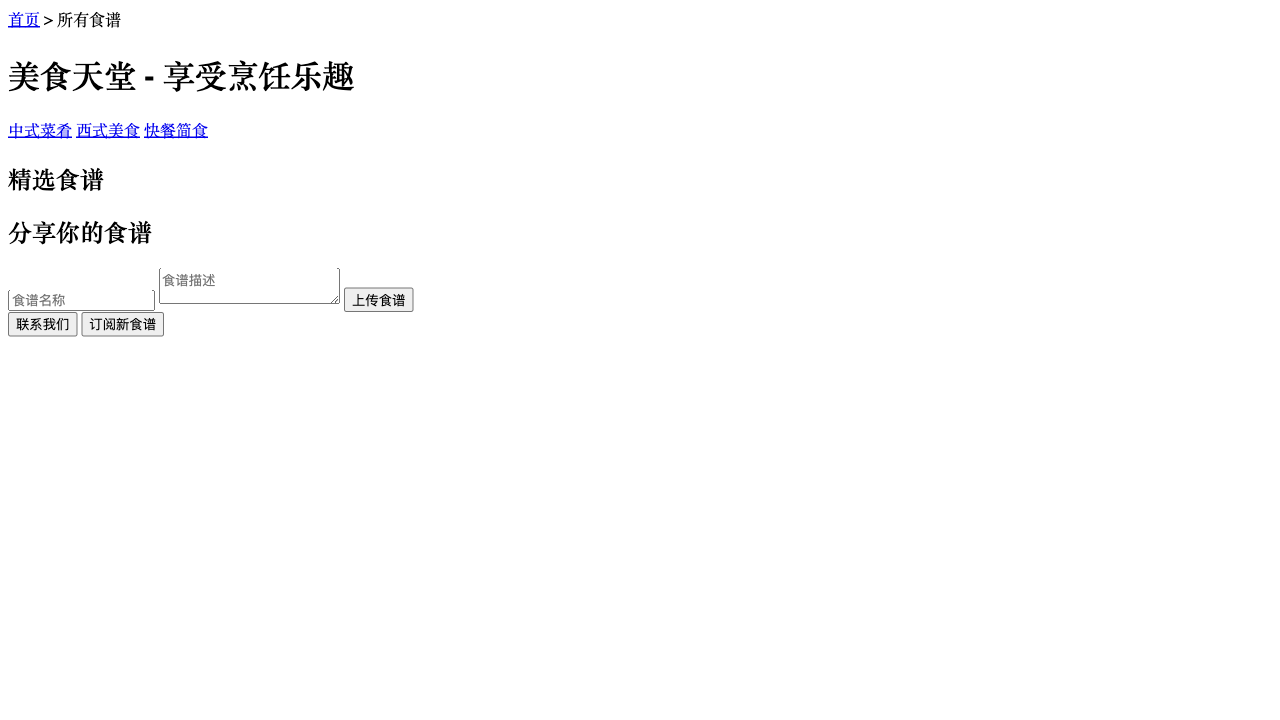 首页 > 所有食谱
美食天堂 - 享受烹饪乐趣
中式菜肴 西式美食 快餐简食
精选食谱
分享你的食谱
食谱名称 食谱描述 上传食谱
联系我们 订阅新食谱